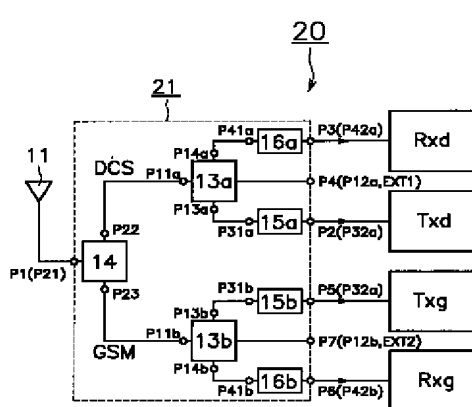 20
21
11
DCS
P11a
P14a
P41a
16a
P3(P42a)
Rxd
13a
P4(P12a,EXT1)
P13a
P31a
15a
P2(P32a)
Txd
P22
P1(P21)
14
P23
GSM
P11b
P13b
P31b
15b
P5(P32a)
Txg
13b
P7(P12b,EXT2)
P14b
P41b
16b
P6(P42b)
Rxg